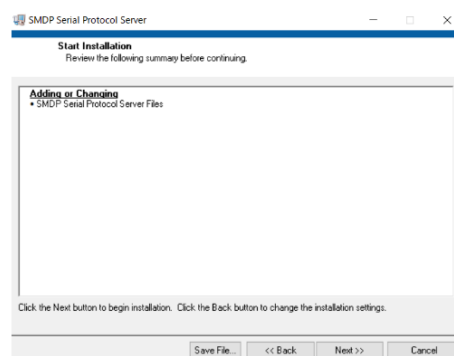 SMDP Serial Protocol Server
Start Installation
Review the following summary before continuing.
Adding or Changing
• SMDP Serial Protocol Server Files
Click the Next button to begin installation. Click the Back button to change the installation settings.
Save File... << Back Next >> Cancel